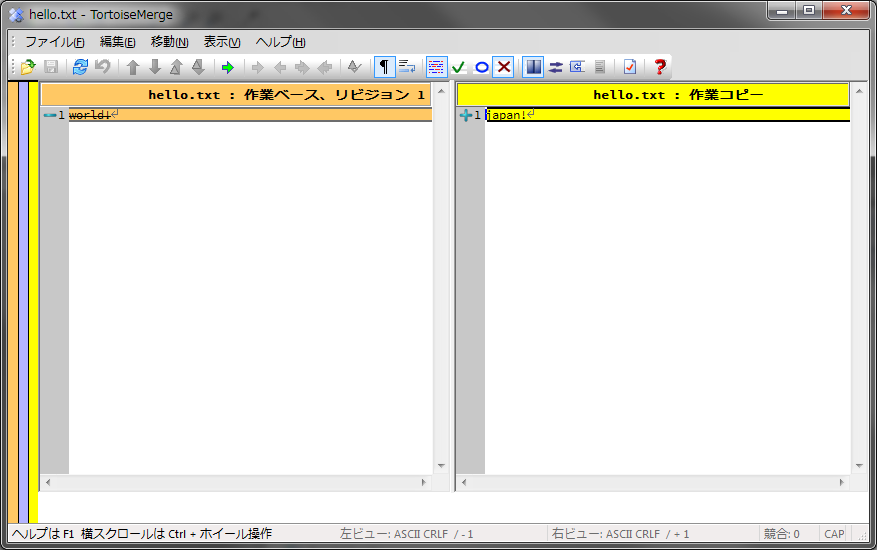 hello.txt - TortoiseMerge
ファイル(F) 編集(E) 移動(N) 表示(V) ヘルプ(H)
hello.txt : 作業ベース、リビジョン 1
hello.txt : 作業コピー
1 world!
1 japan!
ヘルプは F1 横スクロールは Ctrl + ホイール操作 左ビュー: ASCII CRLF / - 1 右ビュー: ASCII CRLF / + 1 競合: 0 CAP